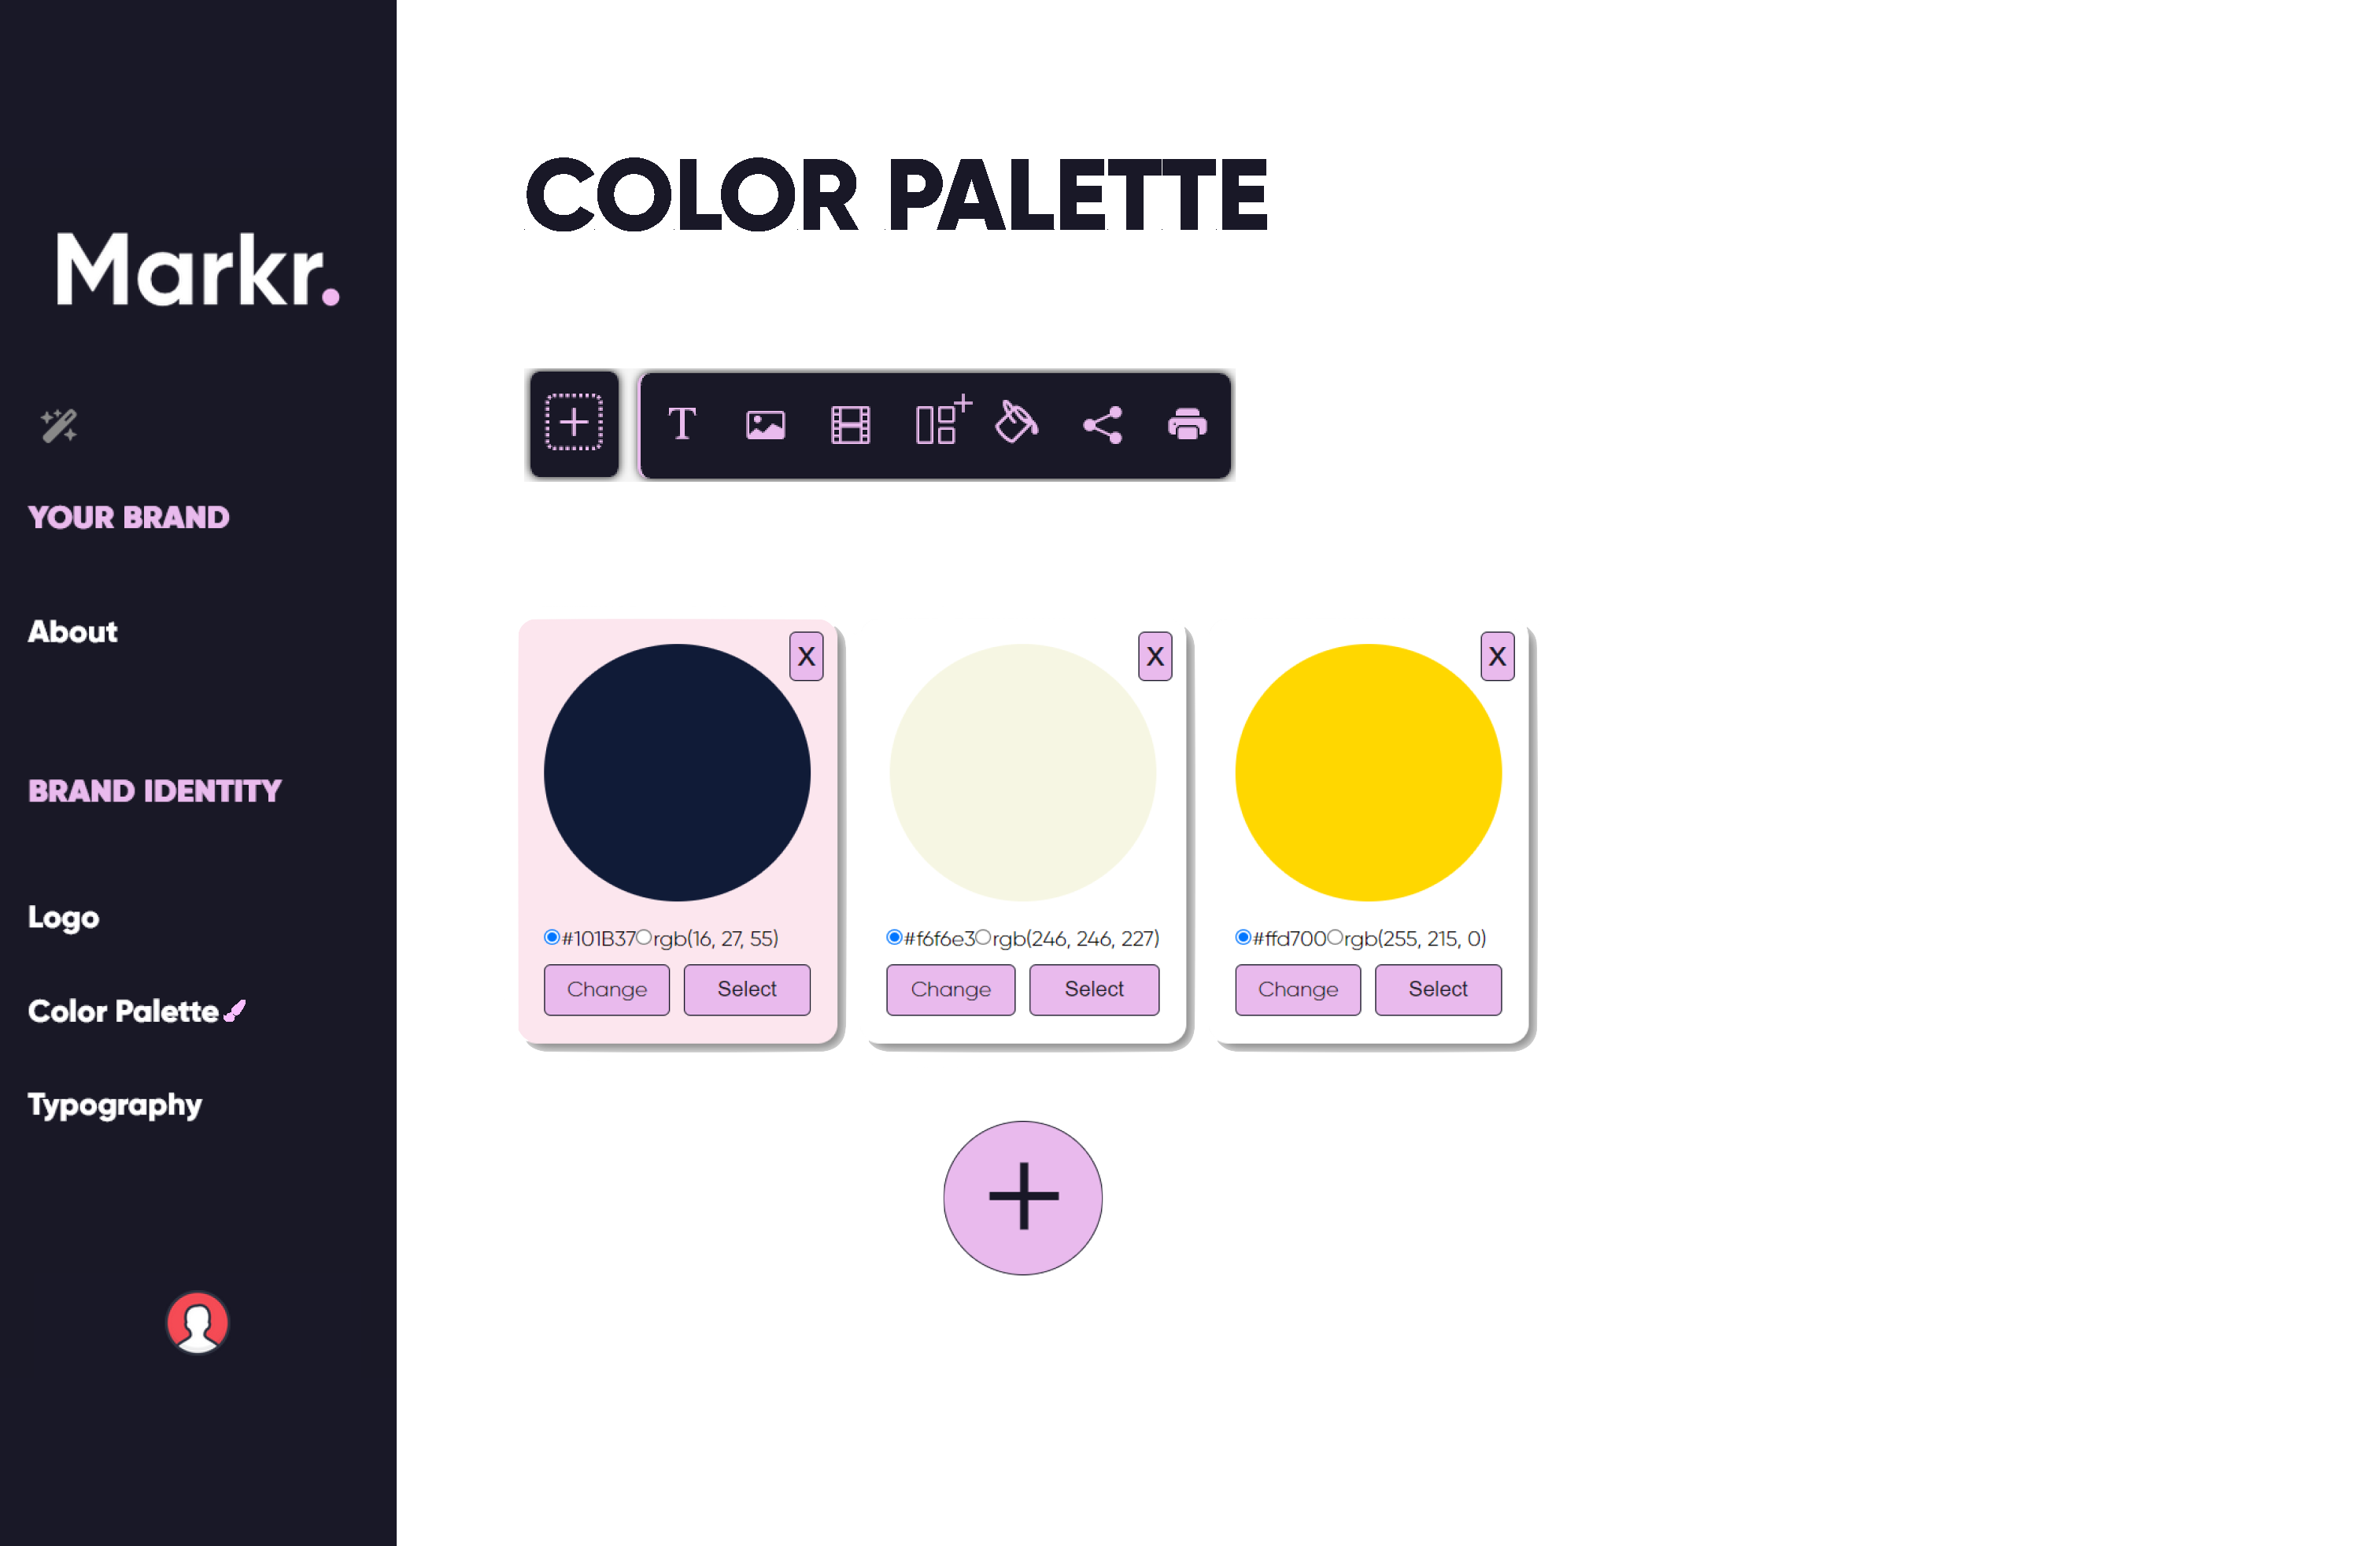 Markr.
YOUR BRAND
About
BRAND IDENTITY
Logo
Color Palette
Typography
COLOR PALETTE
T
X
#101B37 rgb(16, 27, 55)
Change Select
X
#f6f6e3 rgb(246, 246, 227)
Change Select
X
#ffd700 rgb(255, 215, 0)
Change Select